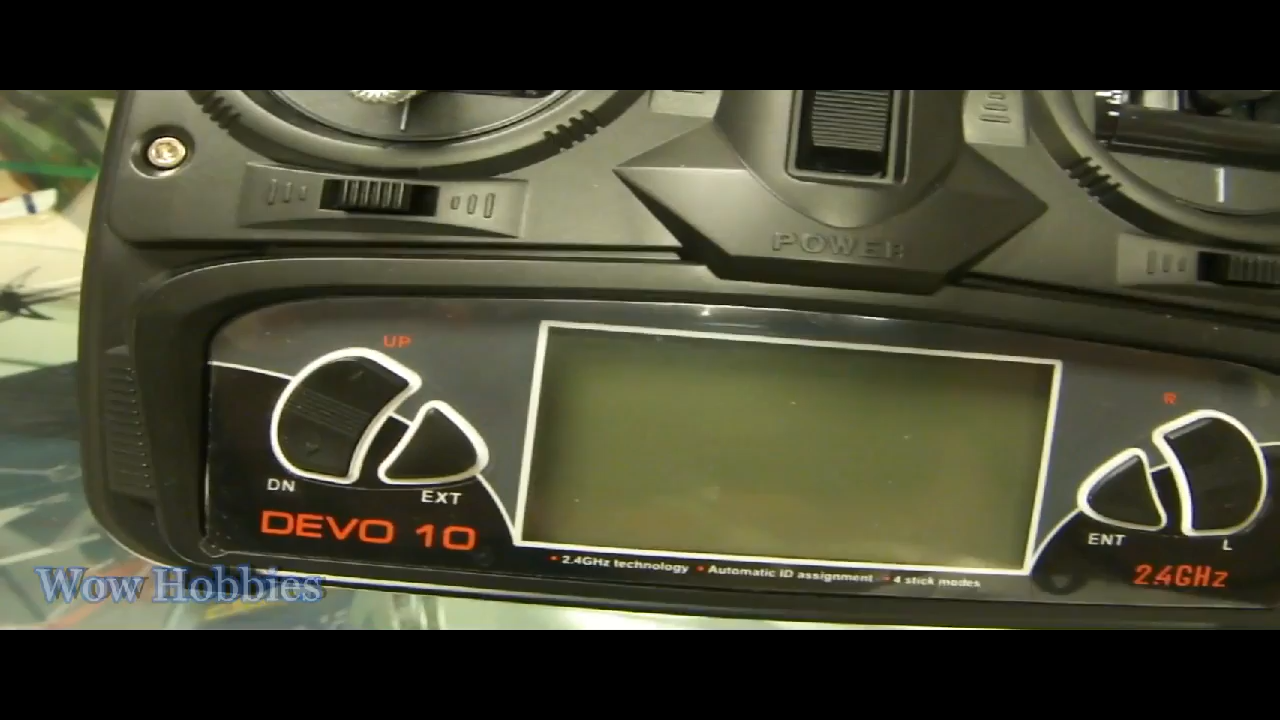 POWER
UP
R
DN
EXT
DEVO 10
ENT
L
• 2.4GHz technology • Automatic ID assignment • 4 stick modes
2.4GHz
Wow Hobbies